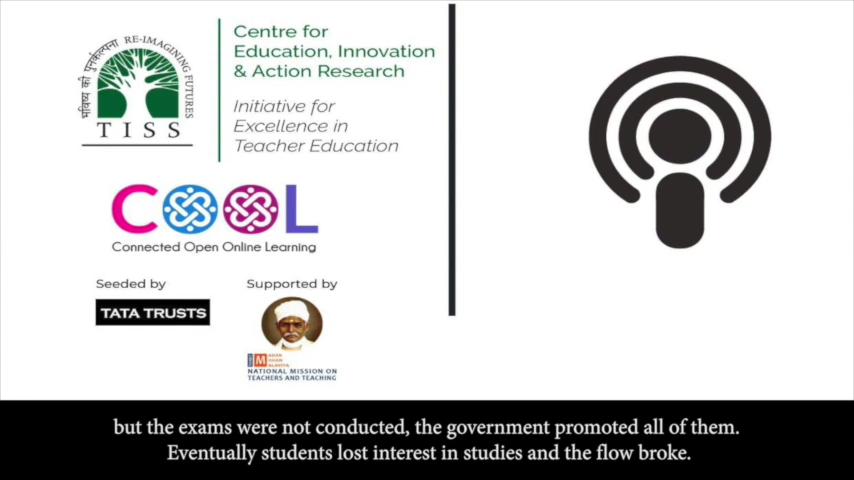 Centre for
Education, Innovation
& Action Research
Initiative for
Excellence in
Teacher Education
भविष्य की पुनर्कल्पना RE-IMAGINING FUTURES
TISS
COOL
Connected Open Online Learning
Seeded by
TATA TRUSTS
Supported by
NATIONAL MISSION ON
TEACHERS AND TEACHING
but the exams were not conducted, the government promoted all of them.
Eventually students lost interest in studies and the flow broke.